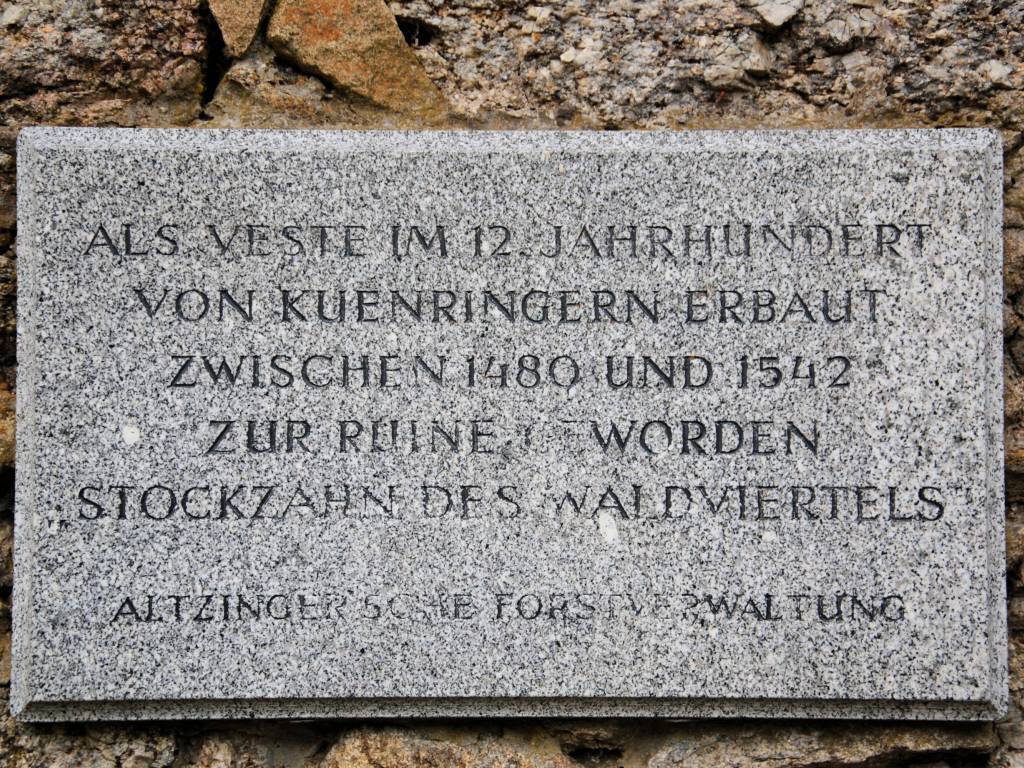 ALS VESTE IM 12. JAHRHUNDERT
VON KUENRINGERN ERBAUT
ZWISCHEN 1480 UND 1542
ZUR RUINE GEWORDEN
STOCKZAHN DES WALDVIERTELS
ALTZINGER'SCHE FORSTVERWALTUNG